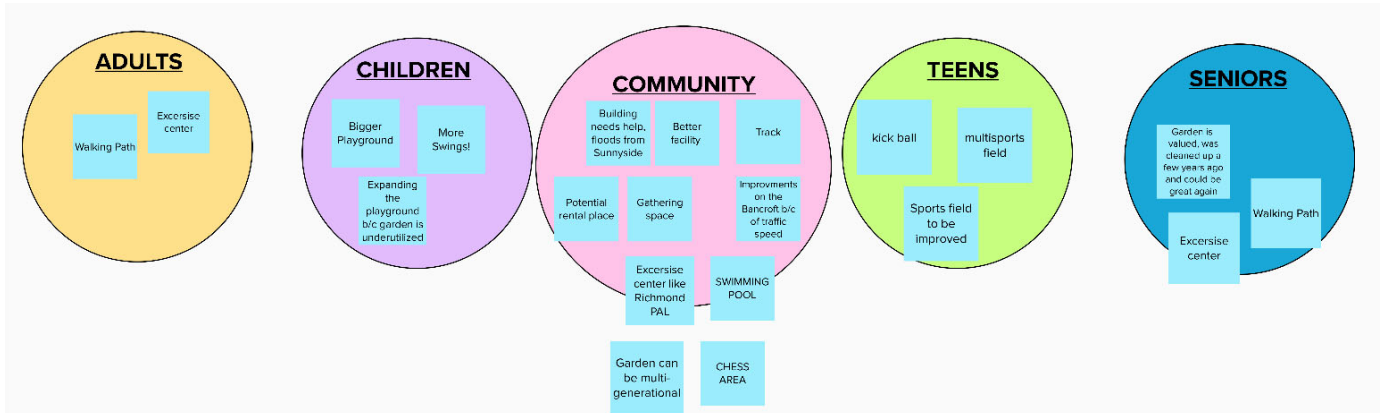 ADULTS
Walking Path
Excersise
center
CHILDREN
Bigger
Playground
More
Swings!
Expanding
the
playground
b/c garden is
underutilized
COMMUNITY
Building
needs help,
floods from
Sunnyside
Better
facility
Track
Potential
rental place
Gathering
space
Improvments
on the
Bancroft b/c
of traffic
speed
Excersise
center like
Richmond
PAL
SWIMMING
POOL
Garden can
be multi-
generational
CHESS
AREA
TEENS
kick ball
multisports
field
Sports field
to be
improved
SENIORS
Garden is
valued, was
cleaned up a
few years ago
and could be
great again
Walking Path
Excersise
center